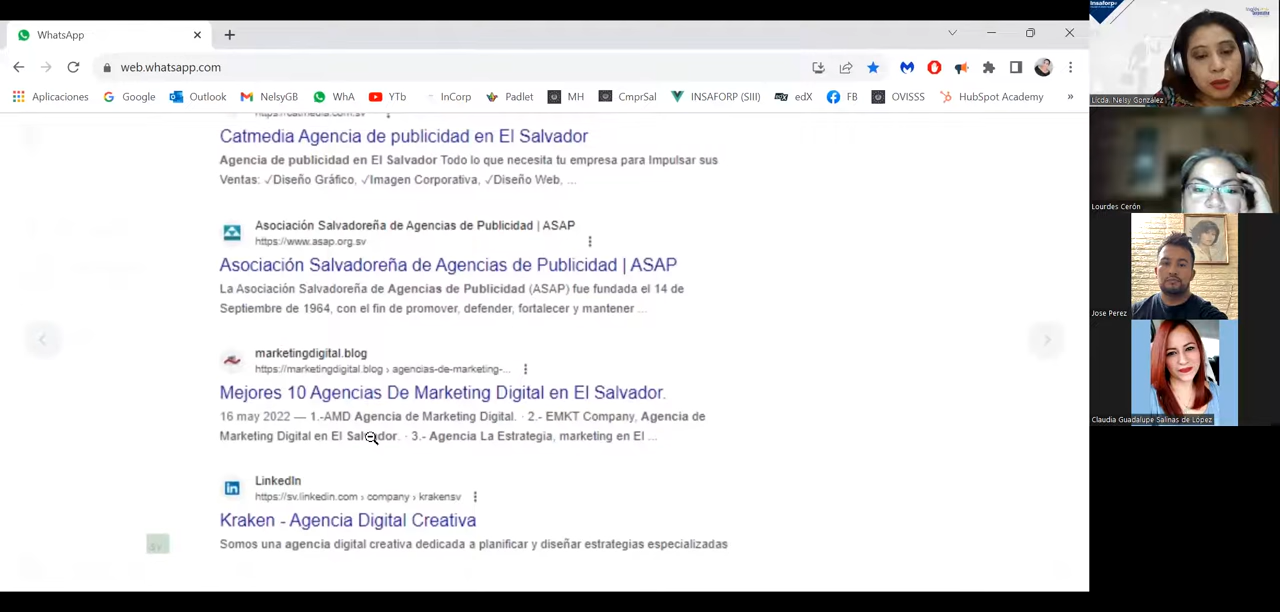 WhatsApp
web.whatsapp.com
Aplicaciones
Google
Outlook
NelsyGB
WhA
YTb
InCorp
Padlet
MH
CmprSal
INSAFORP (SIII)
edX
FB
OVISSS
HubSpot Academy
»
https://catmedia.com.sv
Catmedia Agencia de publicidad en El Salvador
Agencia de publicidad en El Salvador Todo lo que necesita tu empresa para Impulsar sus
Ventas: ✓Diseño Gráfico, ✓Imagen Corporativa, ✓Diseño Web, ...
Asociación Salvadoreña de Agencias de Publicidad | ASAP
https://www.asap.org.sv
Asociación Salvadoreña de Agencias de Publicidad | ASAP
La Asociación Salvadoreña de Agencias de Publicidad (ASAP) fue fundada el 14 de
Septiembre de 1964, con el fin de promover, defender, fortalecer y mantener ...
marketingdigital.blog
https://marketingdigital.blog › agencias-de-marketing-...
Mejores 10 Agencias De Marketing Digital en El Salvador.
16 may 2022 — 1.-AMD Agencia de Marketing Digital. · 2.- EMKT Company, Agencia de
Marketing Digital en El Salvador. · 3.- Agencia La Estrategia, marketing en El ...
LinkedIn
https://sv.linkedin.com › company › krakensv
Kraken - Agencia Digital Creativa
Somos una agencia digital creativa dedicada a planificar y diseñar estrategias especializadas
Insaforp
Licda. Nelsy González
Lourdes Cerón
Jose Perez
Claudia Guadalupe Salinas de López